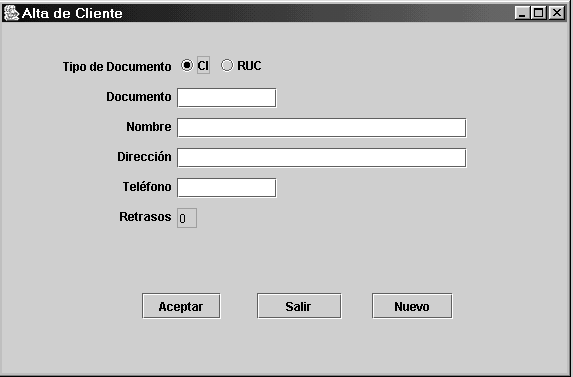 Alta de Cliente
Tipo de Documento CI RUC
Documento
Nombre
Dirección
Teléfono
Retrasos 0
Aceptar Salir Nuevo